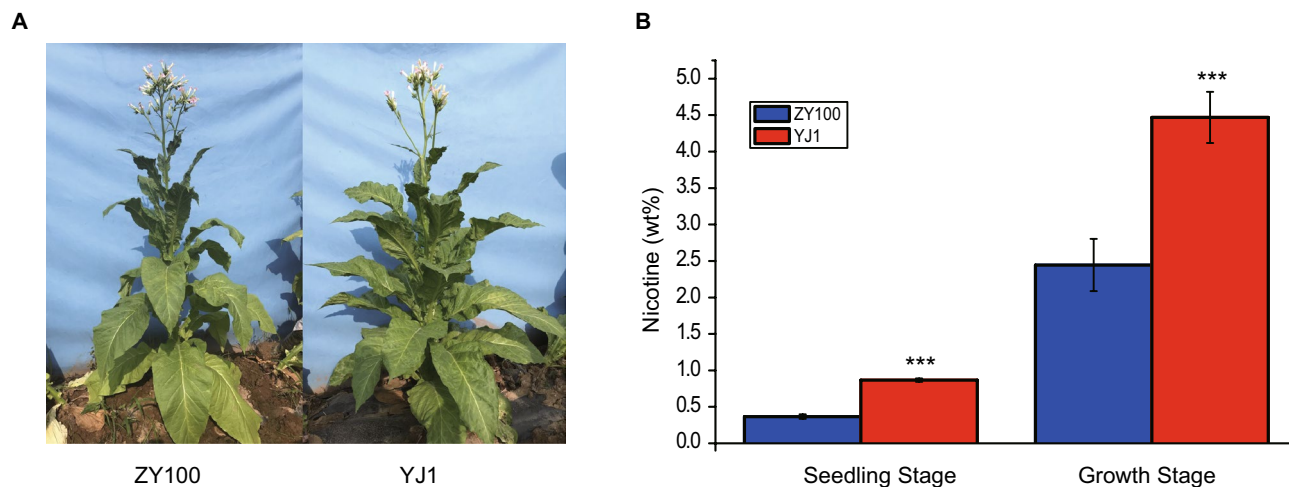 A
ZY100
YJ1
B
Nicotine (wt%)
5.0
4.5
4.0
3.5
3.0
2.5
2.0
1.5
1.0
0.5
0.0
ZY100
YJ1
***
***
Seedling Stage
Growth Stage